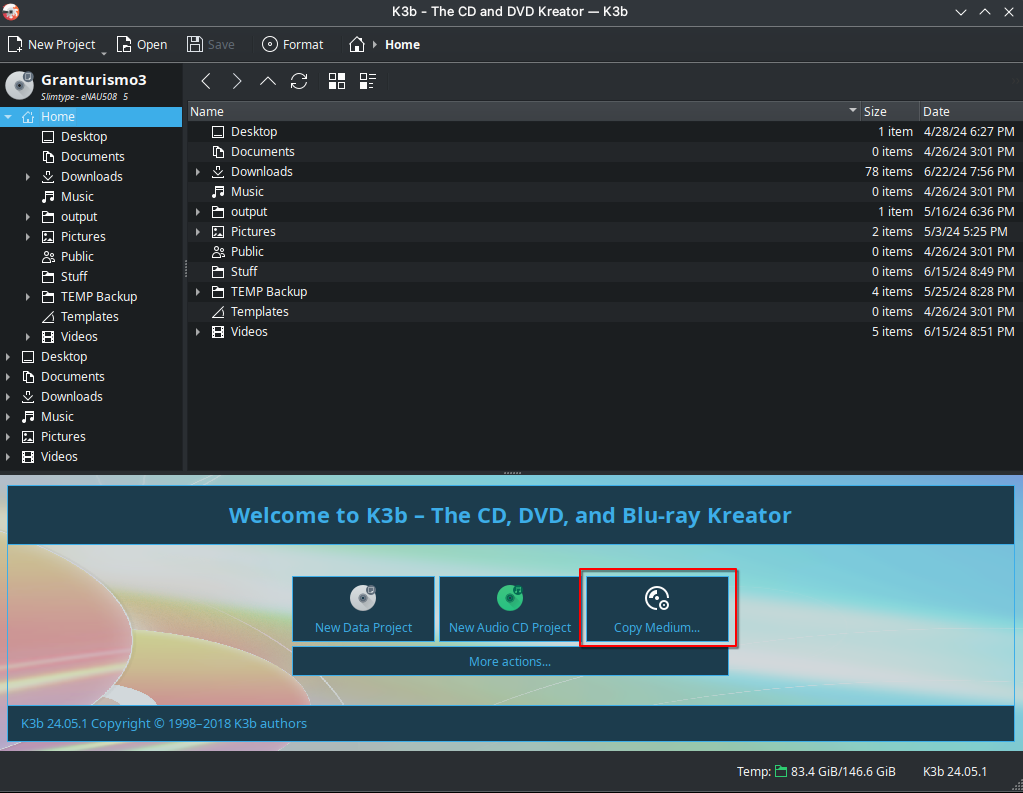 K3b - The CD and DVD Kreator — K3b
New Project Open Save Format Home
Granturismo3
Slimtype - eNAU508 5
Home
Desktop
Documents
Downloads
Music
output
Pictures
Public
Stuff
TEMP Backup
Templates
Videos
Desktop
Documents
Downloads
Music
Pictures
Videos
Name Size Date
Desktop 1 item 4/28/24 6:27 PM
Documents 0 items 4/26/24 3:01 PM
Downloads 78 items 6/22/24 7:56 PM
Music 0 items 4/26/24 3:01 PM
output 1 item 5/16/24 6:36 PM
Pictures 2 items 5/3/24 5:25 PM
Public 0 items 4/26/24 3:01 PM
Stuff 0 items 6/15/24 8:49 PM
TEMP Backup 4 items 5/25/24 8:28 PM
Templates 0 items 4/26/24 3:01 PM
Videos 5 items 6/15/24 8:51 PM
Welcome to K3b – The CD, DVD, and Blu-ray Kreator
New Data Project New Audio CD Project Copy Medium...
More actions...
K3b 24.05.1 Copyright © 1998–2018 K3b authors
Temp: 83.4 GiB/146.6 GiB K3b 24.05.1